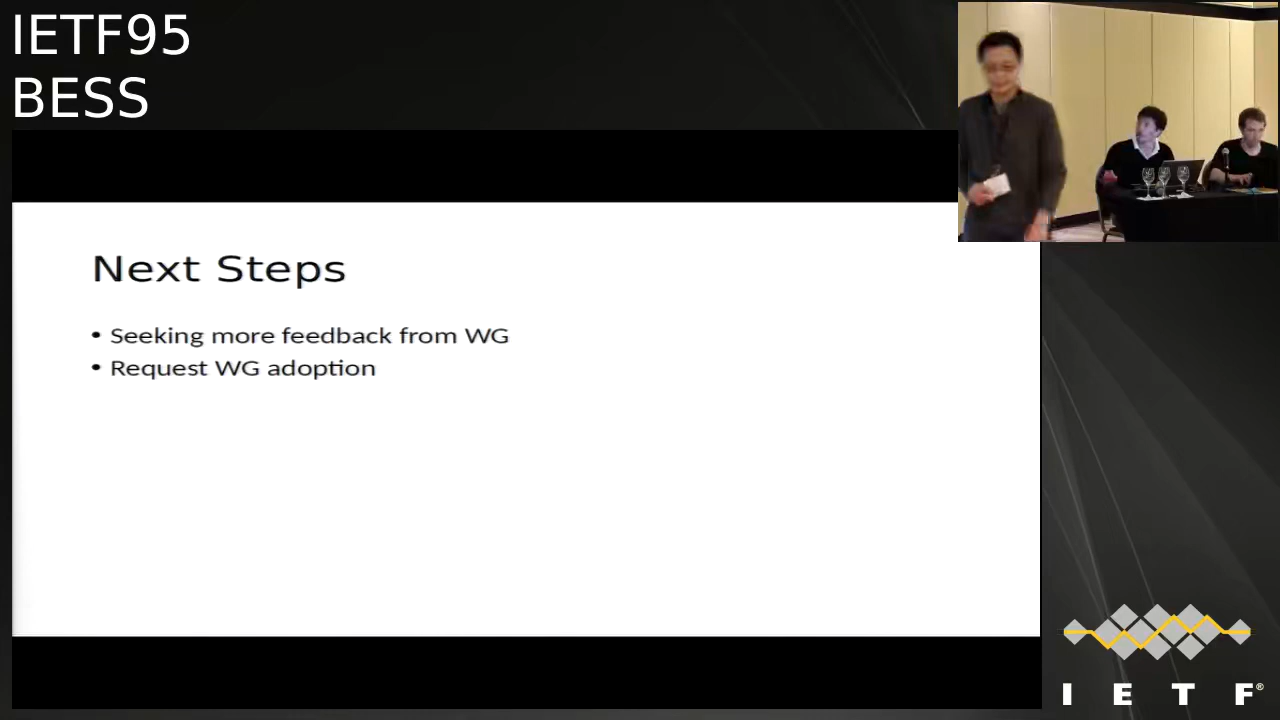 IETF95
BESS
Next Steps
• Seeking more feedback from WG
• Request WG adoption
I E T F®